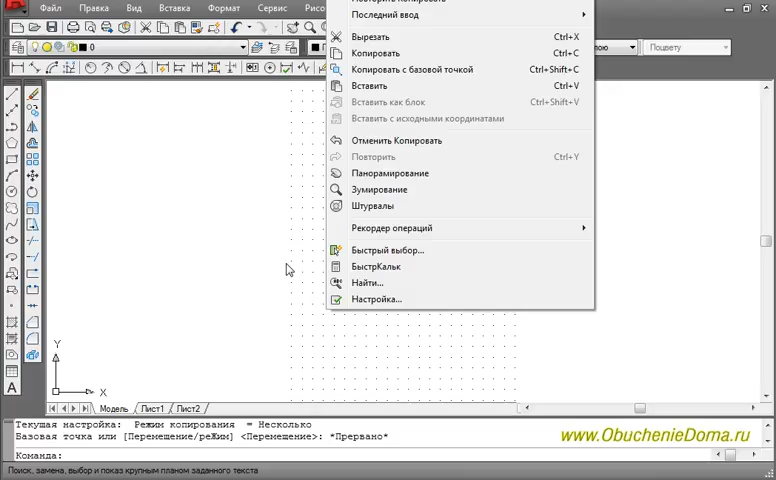 Файл Правка Вид Вставка Формат Сервис
Последний ввод
0
Вырезать Ctrl+X
Копировать Ctrl+C
Копировать с базовой точкой Ctrl+Shift+C
Вставить Ctrl+V
Вставить как блок Ctrl+Shift+V
Вставить с исходными координатами
Отменить Копировать
Повторить Ctrl+Y
Панорамирование
Зумирование
Штурвалы
Рекордер операций
Быстрый выбор...
БыстрКальк
Найти...
Настройка...
слою Поцвету
A
Y
X
Модель Лист1 Лист2
Текущая настройка: Режим копирования = Несколько
Базовая точка или [Перемещение/реЖим] <Перемещение>: *Прервано*
www.ObuchenieDoma.ru
Команда:
Поиск, замена, выбор и показ крупным планом заданного текста